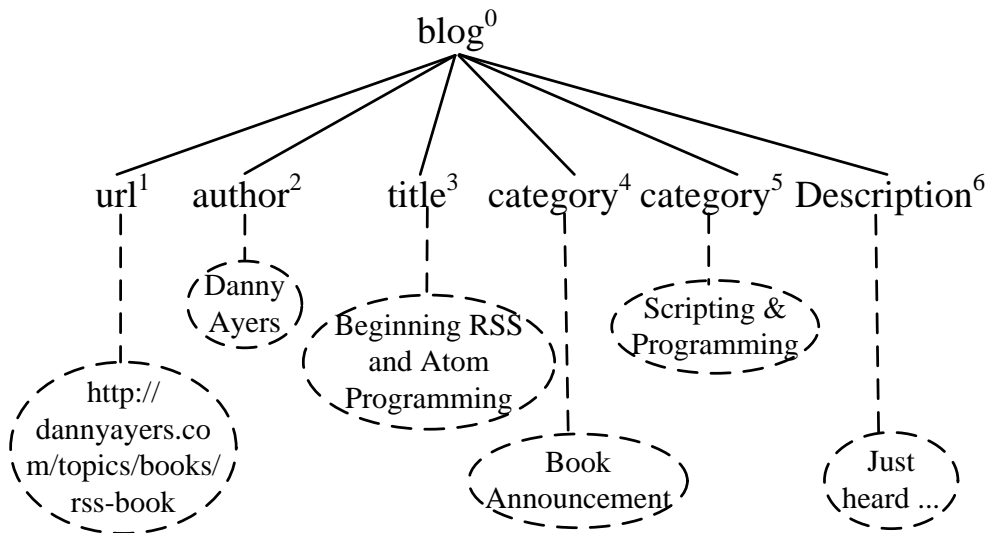 blog⁰
url¹ author² title³ category⁴ category⁵ Description⁶
http://
dannyayers.co
m/topics/books/
rss-book
Danny
Ayers
Beginning RSS
and Atom
Programming
Book
Announcement
Scripting &
Programming
Just
heard ...